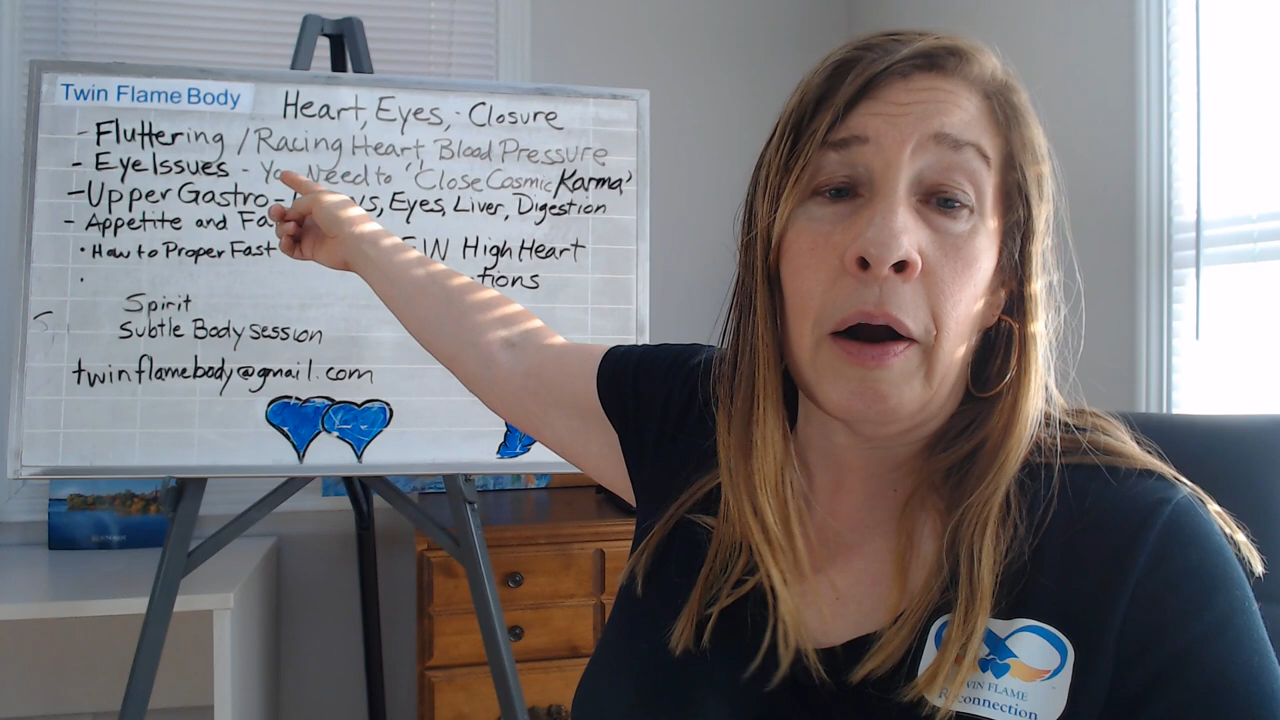 Twin Flame Body
Heart, Eyes, - Closure
- Fluttering / Racing Heart, Blood Pressure
- Eye Issues - You Need to "Close Cosmic Karma'
- Upper Gastro - , Eyes, Liver, Digestion
- Appetite and
• How to Proper Fast High Heart
•
Spirit
Subtle Body Session
twinflamebody@gmail.com
TWIN FLAME
Reconnection